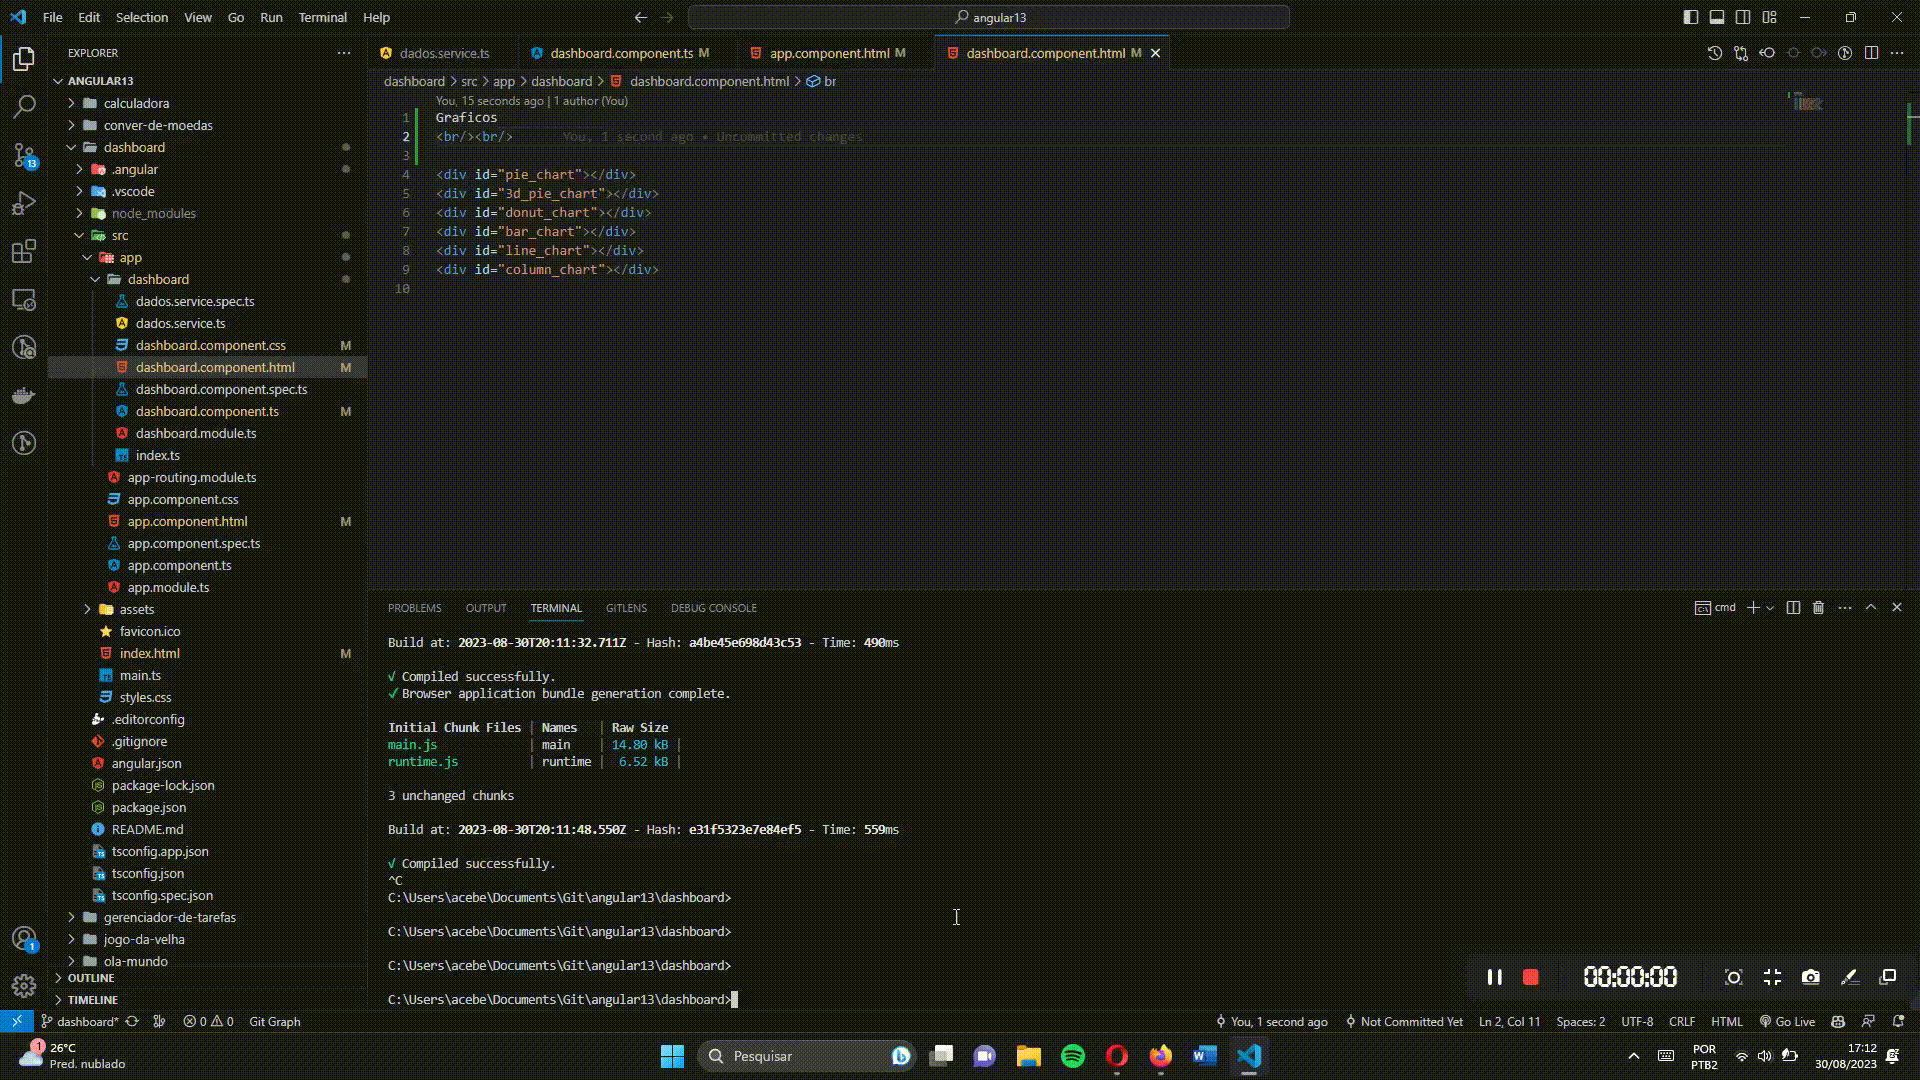 File Edit Selection View Go Run Terminal Help
angular13
EXPLORER
dados.service.ts
dashboard.component.ts M
app.component.html M
dashboard.component.html M
ANGULAR13
calculadora
conver-de-moedas
dashboard
.angular
.vscode
node_modules
src
app
dashboard
dados.service.spec.ts
dados.service.ts
dashboard.component.css M
dashboard.component.html M
dashboard.component.spec.ts
dashboard.component.ts M
dashboard.module.ts
index.ts
app-routing.module.ts
app.component.css
app.component.html M
app.component.spec.ts
app.component.ts
app.module.ts
assets
favicon.ico
index.html M
main.ts
styles.css
.editorconfig
.gitignore
angular.json
package-lock.json
package.json
README.md
tsconfig.app.json
tsconfig.json
tsconfig.spec.json
gerenciador-de-tarefas
jogo-da-velha
ola-mundo
OUTLINE
TIMELINE
13
1
dashboard > src > app > dashboard > dashboard.component.html > br
You, 15 seconds ago | 1 author (You)
1 Graficos
2 <br/><br/> You, 1 second ago • Uncommitted changes
3
4 <div id="pie_chart"></div>
5 <div id="3d_pie_chart"></div>
6 <div id="donut_chart"></div>
7 <div id="bar_chart"></div>
8 <div id="line_chart"></div>
9 <div id="column_chart"></div>
10
PROBLEMS OUTPUT TERMINAL GITLENS DEBUG CONSOLE
cmd
Build at: 2023-08-30T20:11:32.711Z - Hash: a4be45e698d43c53 - Time: 490ms
√ Compiled successfully.
✓ Browser application bundle generation complete.
Initial Chunk Files | Names | Raw Size
main.js | main | 14.80 kB |
runtime.js | runtime | 6.52 kB |
3 unchanged chunks
Build at: 2023-08-30T20:11:48.550Z - Hash: e31f5323e7e84ef5 - Time: 559ms
√ Compiled successfully.
^C
C:\Users\acebe\Documents\Git\angular13\dashboard>
C:\Users\acebe\Documents\Git\angular13\dashboard>
C:\Users\acebe\Documents\Git\angular13\dashboard>
C:\Users\acebe\Documents\Git\angular13\dashboard>
00:00:00
dashboard* 0 0 Git Graph
You, 1 second ago Not Committed Yet Ln 2, Col 11 Spaces: 2 UTF-8 CRLF HTML Go Live
1
26°C
Pred. nublado
Pesquisar
POR
PTB2
17:12
30/08/2023